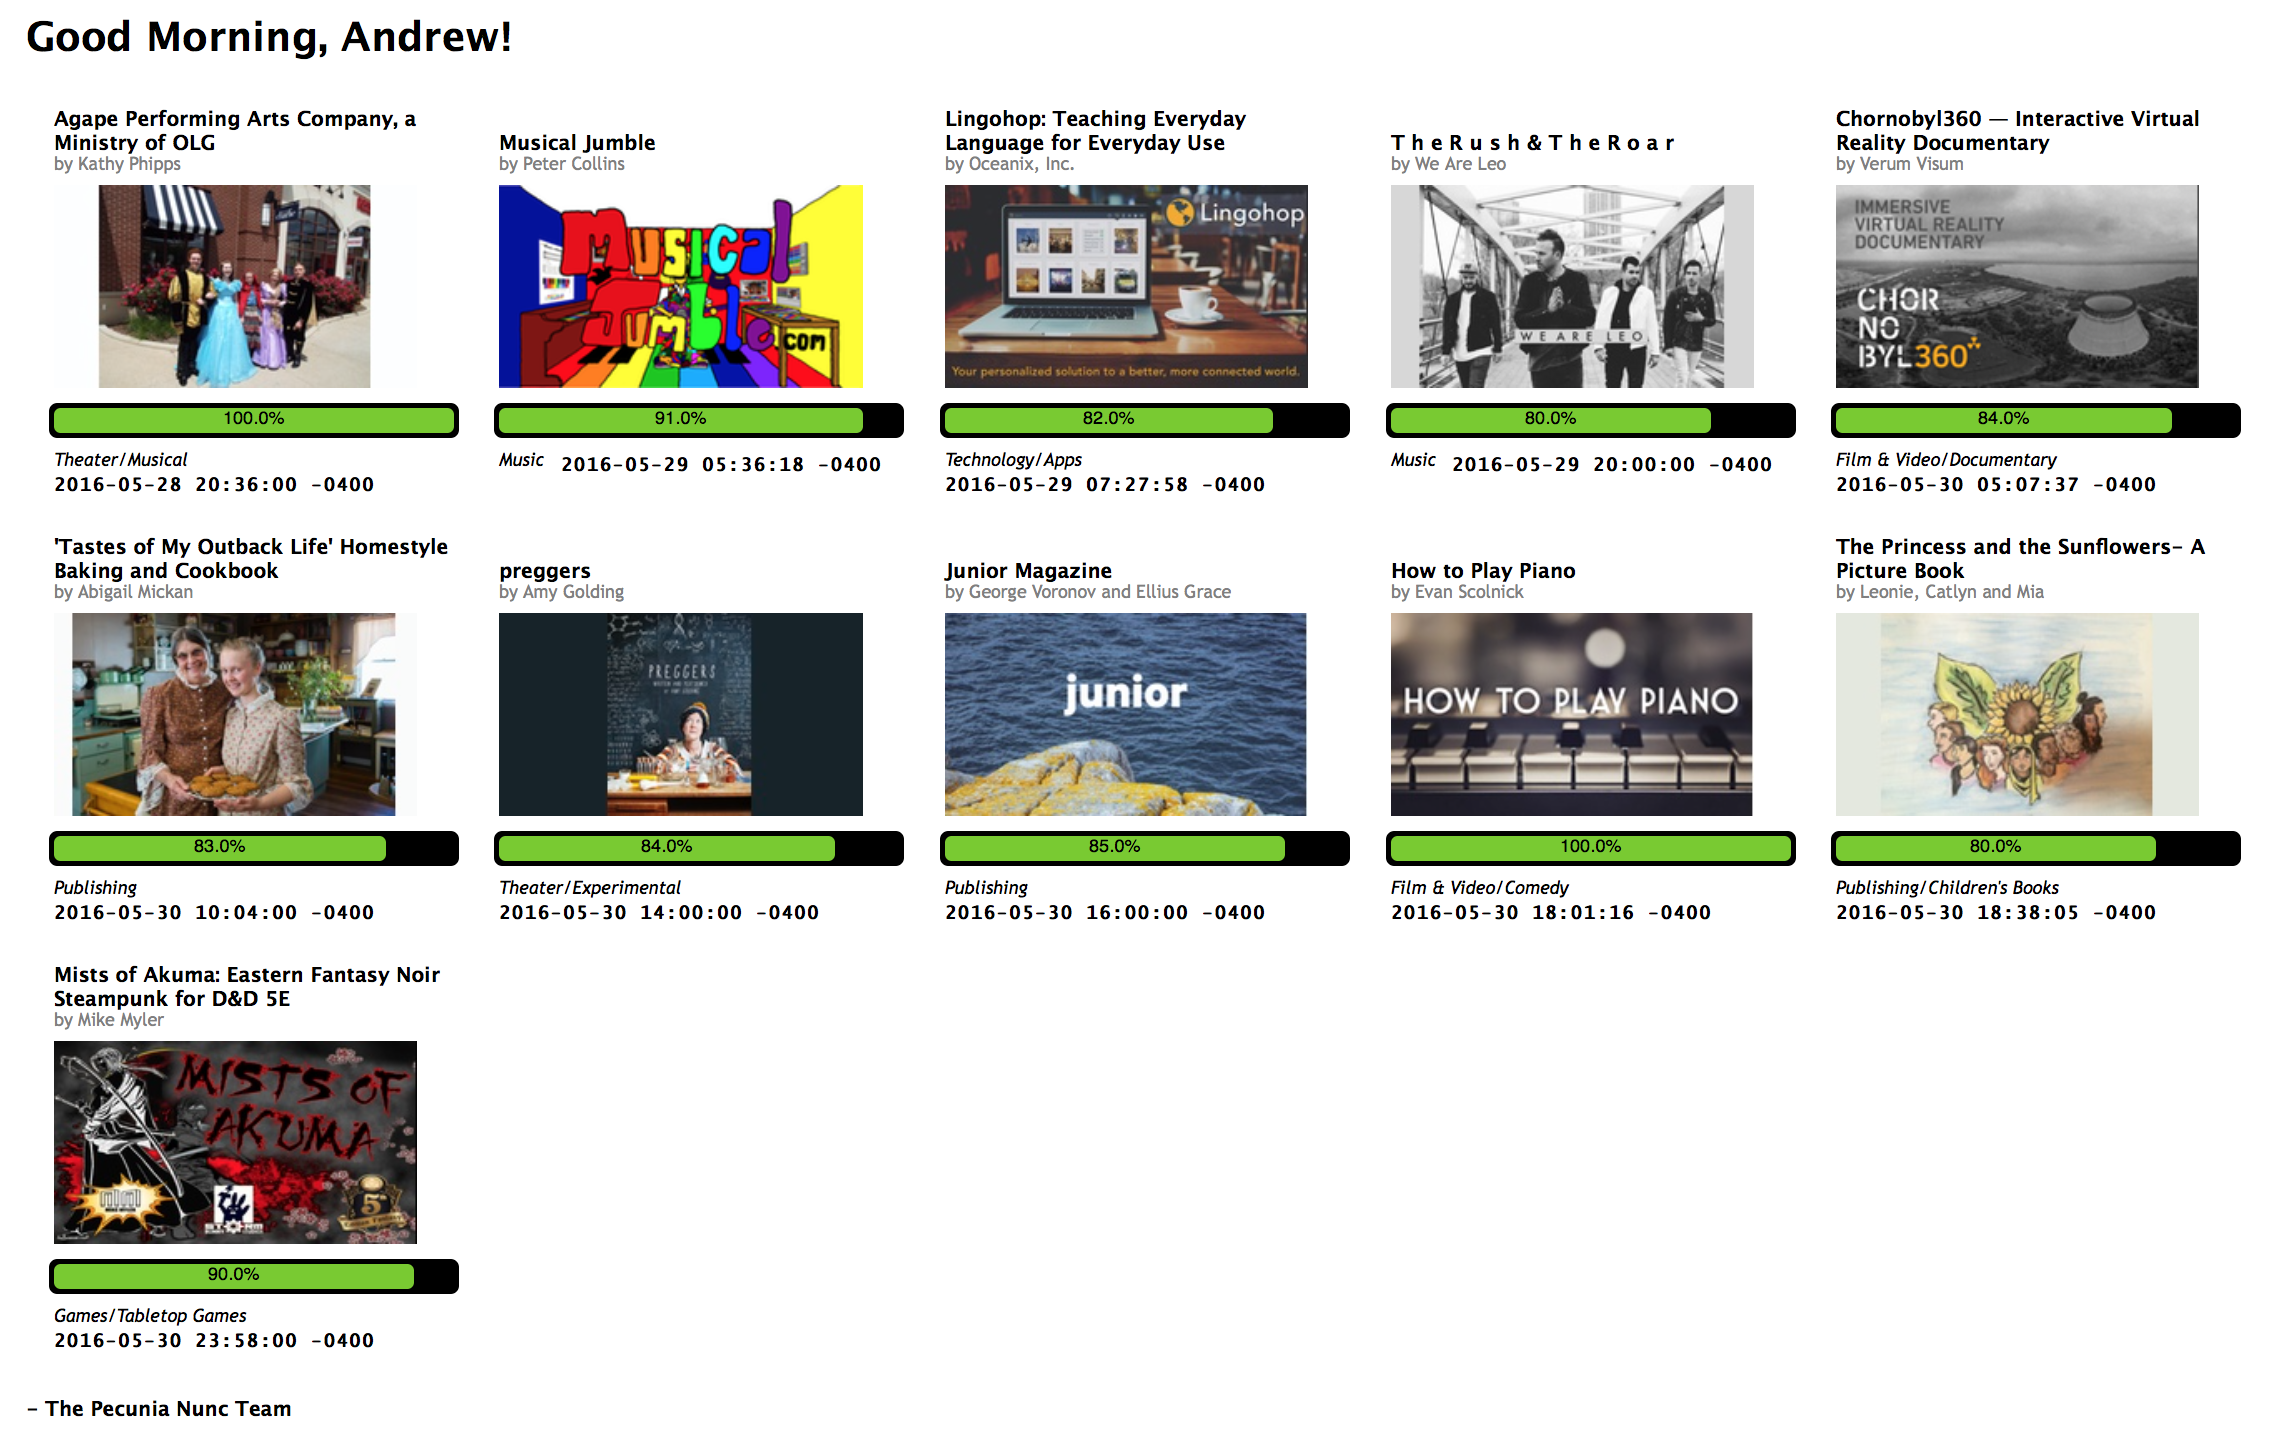 Good Morning, Andrew!
Agape Performing Arts Company, a
Ministry of OLG
by Kathy Phipps
100.0%
Theater/Musical
2016-05-28 20:36:00 -0400
Musical Jumble
by Peter Collins
Musical
Jumble
.com
91.0%
Music 2016-05-29 05:36:18 -0400
Lingohop: Teaching Everyday
Language for Everyday Use
by Oceanix, Inc.
Lingohop
Your personalized solution to a better, more connected world.
82.0%
Technology/Apps
2016-05-29 07:27:58 -0400
T h e R u s h & T h e R o a r
by We Are Leo
WE ARE LEO
80.0%
Music 2016-05-29 20:00:00 -0400
Chornobyl360 — Interactive Virtual
Reality Documentary
by Verum Visum
IMMERSIVE
VIRTUAL REALITY
DOCUMENTARY
CHOR
NO
BYL360
84.0%
Film & Video/Documentary
2016-05-30 05:07:37 -0400
'Tastes of My Outback Life' Homestyle
Baking and Cookbook
by Abigail Mickan
83.0%
Publishing
2016-05-30 10:04:00 -0400
preggers
by Amy Golding
PREGGERS
84.0%
Theater/Experimental
2016-05-30 14:00:00 -0400
Junior Magazine
by George Voronov and Ellius Grace
junior
85.0%
Publishing
2016-05-30 16:00:00 -0400
How to Play Piano
by Evan Scolnick
HOW TO PLAY PIANO
100.0%
Film & Video/Comedy
2016-05-30 18:01:16 -0400
The Princess and the Sunflowers- A
Picture Book
by Leonie, Catlyn and Mia
80.0%
Publishing/Children's Books
2016-05-30 18:38:05 -0400
Mists of Akuma: Eastern Fantasy Noir
Steampunk for D&D 5E
by Mike Myler
MISTS OF
AKUMA
5
90.0%
Games/Tabletop Games
2016-05-30 23:58:00 -0400
- The Pecunia Nunc Team